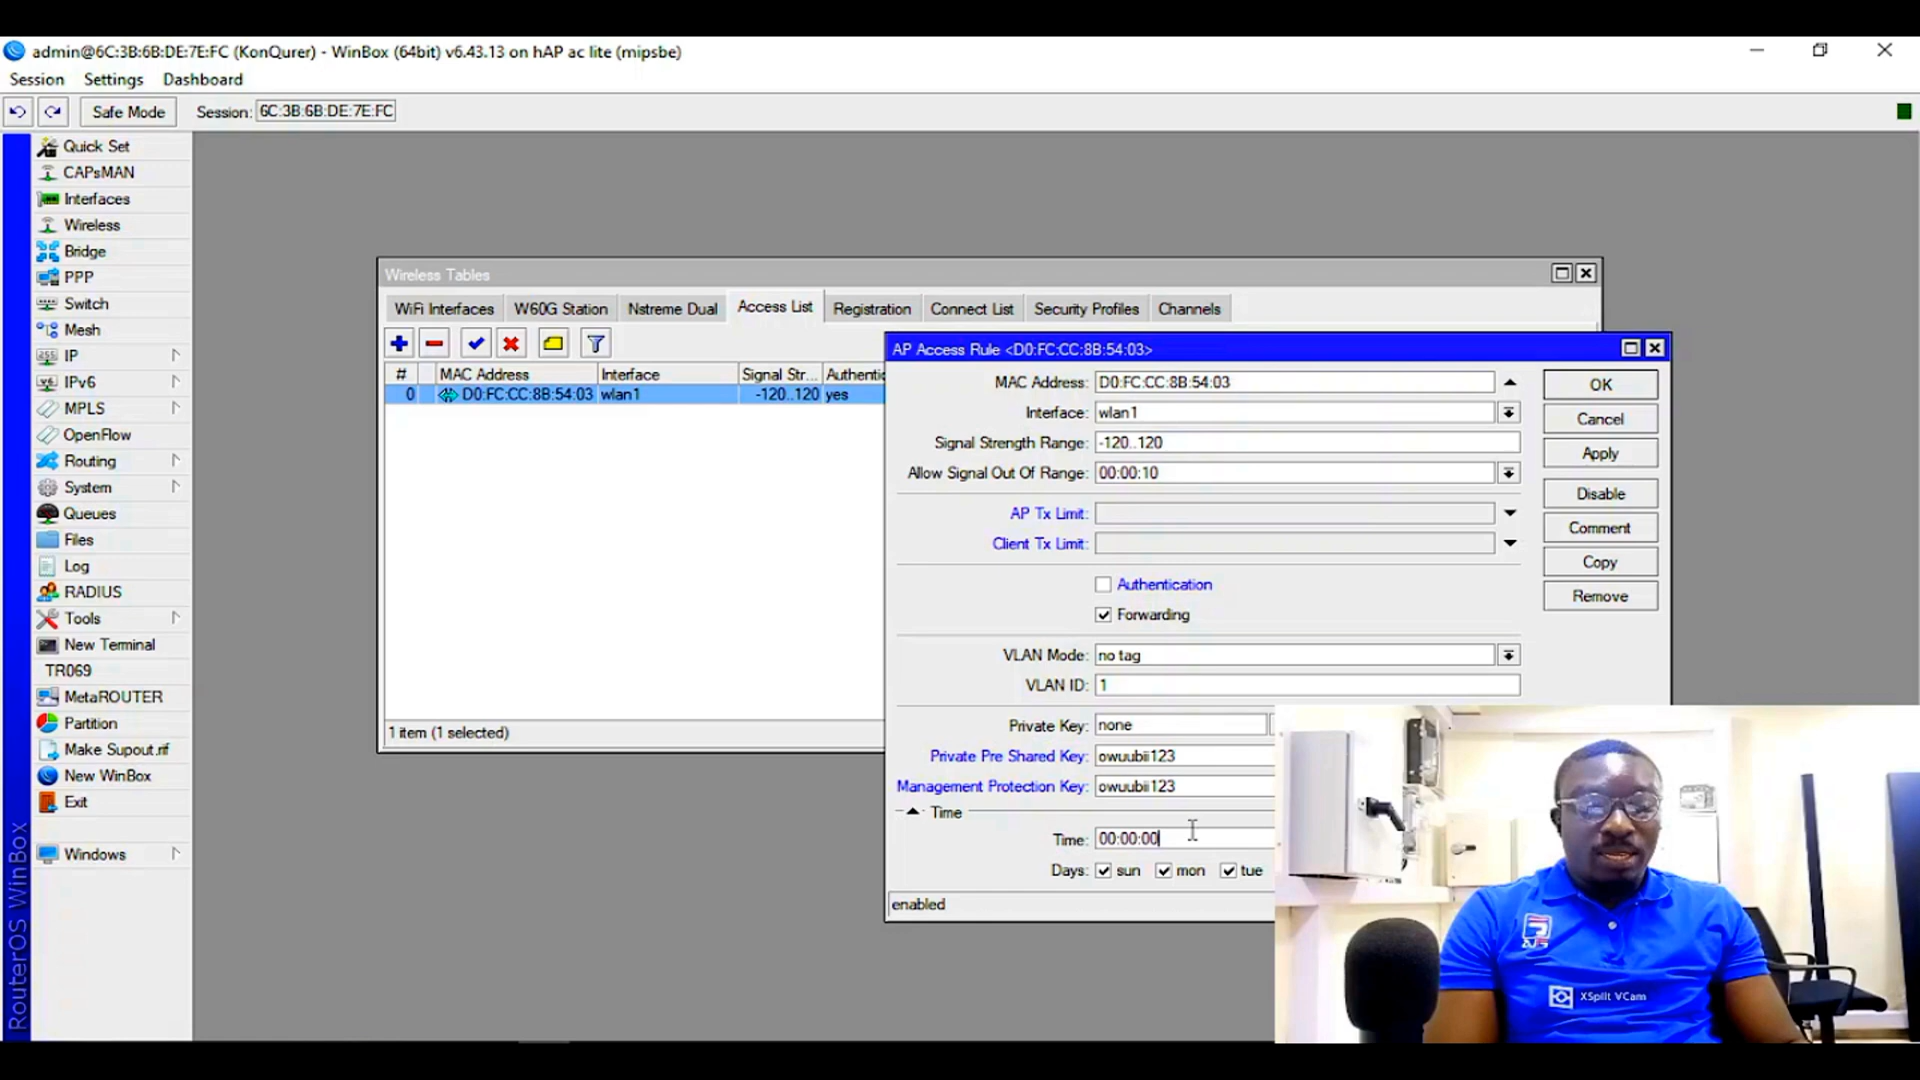 admin@6C:3B:6B:DE:7E:FC (KonQurer) - WinBox (64bit) v6.43.13 on hAP ac lite (mipsbe)
Session Settings Dashboard
Safe Mode Session: 6C:3B:6B:DE:7E:FC
Quick Set
CAPsMAN
Interfaces
Wireless
Bridge
PPP
Switch
Mesh
IP
IPv6
MPLS
OpenFlow
Routing
System
Queues
Files
Log
RADIUS
Tools
New Terminal
TR069
MetaROUTER
Partition
Make Supout.rif
New WinBox
Exit
Windows
RouterOS WinBox
Wireless Tables
WiFi Interfaces W60G Station Nstreme Dual Access List Registration Connect List Security Profiles Channels
# MAC Address Interface Signal Str... Authentic
0 D0:FC:CC:8B:54:03 wlan1 -120..120 yes
1 item (1 selected)
AP Access Rule <D0:FC:CC:8B:54:03>
MAC Address: D0:FC:CC:8B:54:03
Interface: wlan1
Signal Strength Range: -120..120
Allow Signal Out Of Range: 00:00:10
AP Tx Limit:
Client Tx Limit:
Authentication
Forwarding
VLAN Mode: no tag
VLAN ID: 1
Private Key: none
Private Pre Shared Key: owuubii123
Management Protection Key: owuubii123
Time
Time: 00:00:00
Days: sun mon tue
enabled
OK
Cancel
Apply
Disable
Comment
Copy
Remove
XSplit VCam